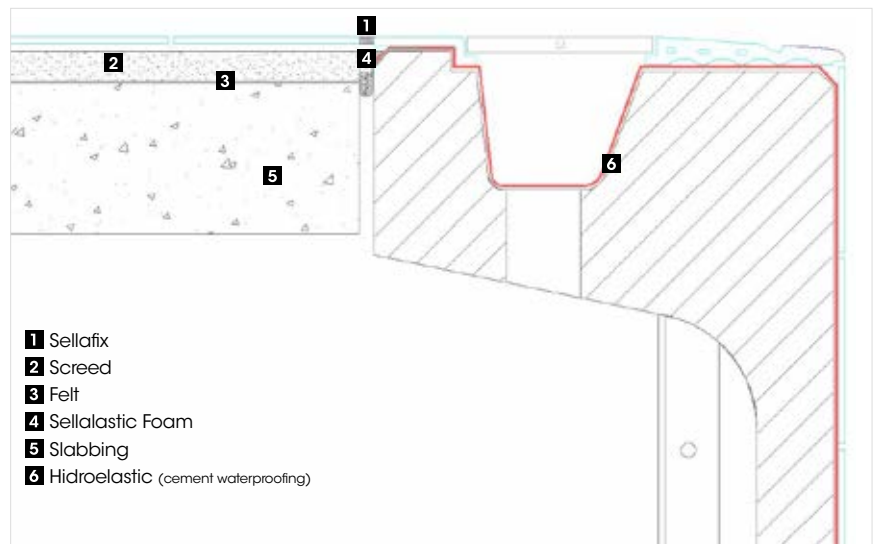 1
4
2
3
5
6
1 Sellafix
2 Screed
3 Felt
4 Sellalastic Foam
5 Slabbing
6 Hidroelastic (cement waterproofing)